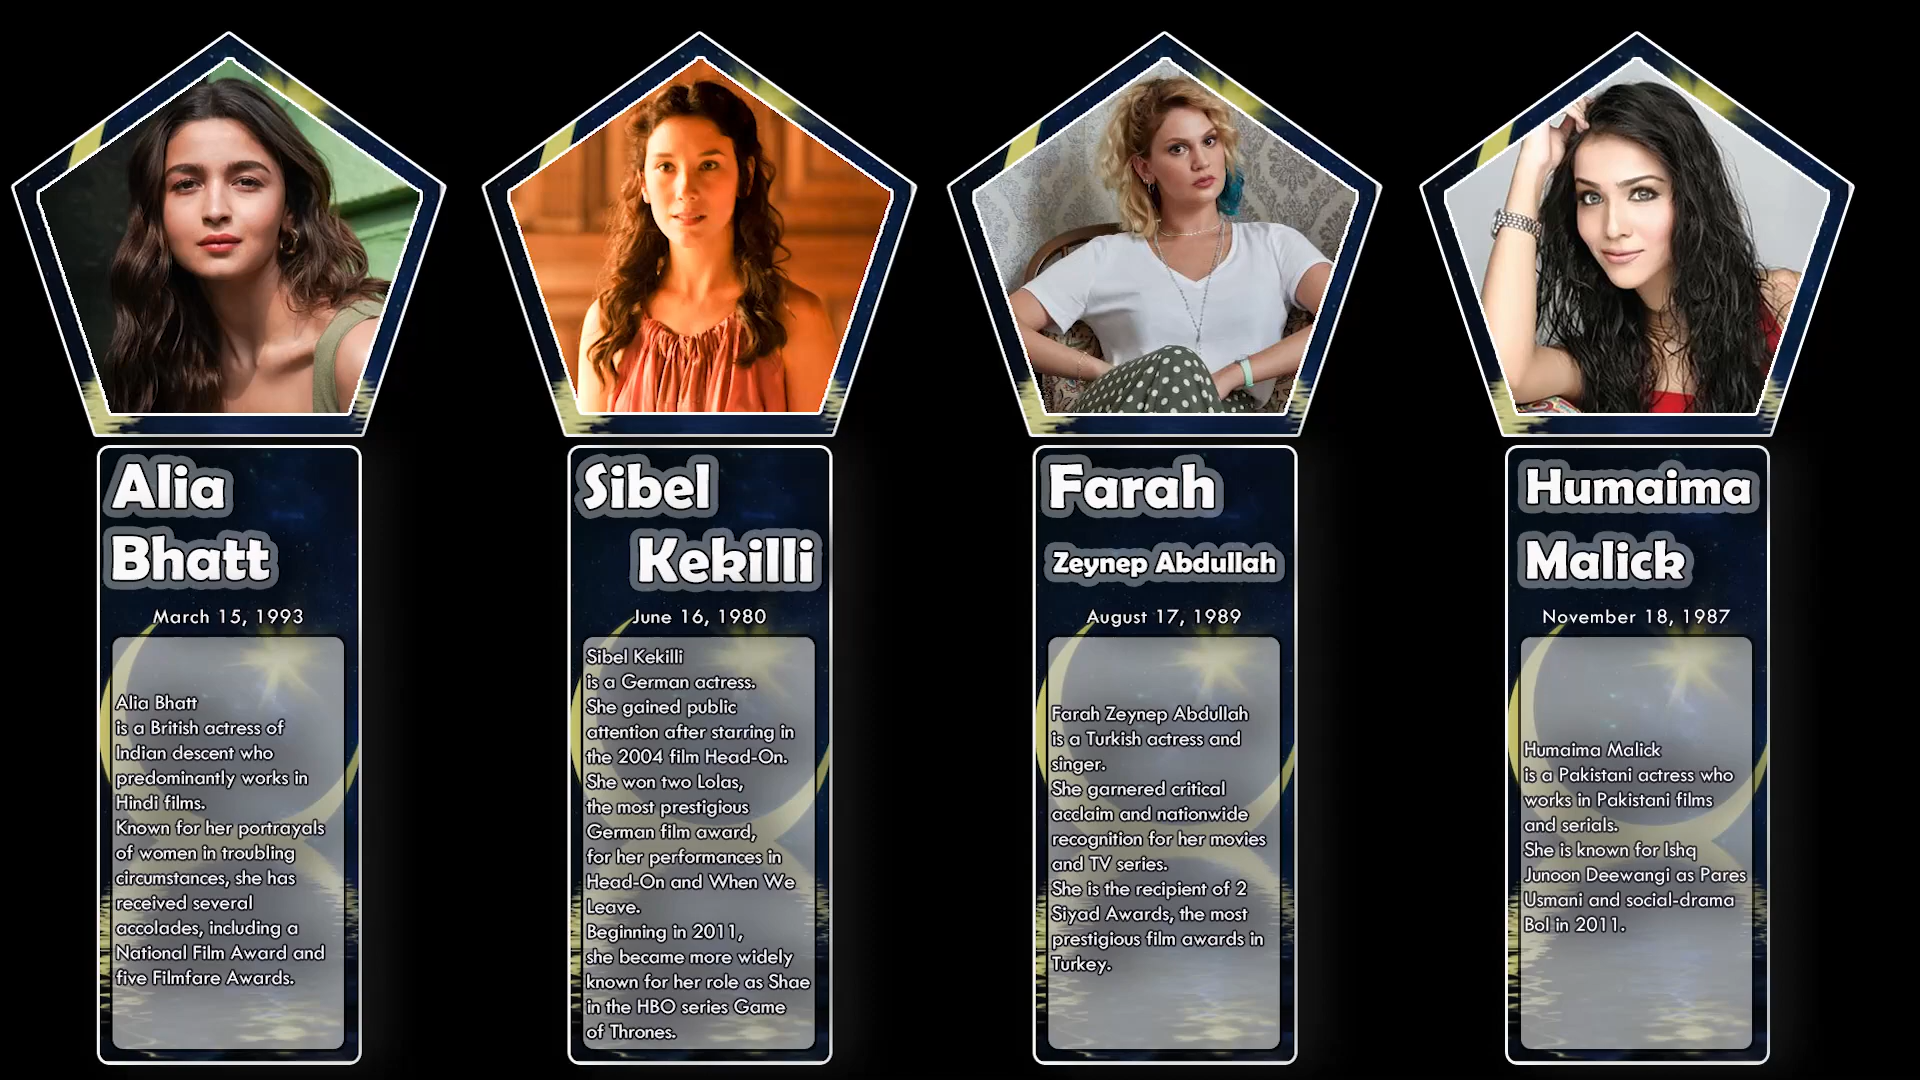 Alia
Bhatt
March 15, 1993
Alia Bhatt
is a British actress of
Indian descent who
predominantly works in
Hindi films.
Known for her portrayals
of women in troubling
circumstances, she has
received several
accolades, including a
National Film Award and
five Filmfare Awards.
Sibel
Kekilli
June 16, 1980
Sibel Kekilli
is a German actress.
She gained public
attention after starring in
the 2004 film Head-On.
She won two Lolas,
the most prestigious
German film award,
for her performances in
Head-On and When We
Leave.
Beginning in 2011,
she became more widely
known for her role as Shae
in the HBO series Game
of Thrones.
Farah
Zeynep Abdullah
August 17, 1989
Farah Zeynep Abdullah
is a Turkish actress and
singer.
She garnered critical
acclaim and nationwide
recognition for her movies
and TV series.
She is the recipient of 2
Siyad Awards, the most
prestigious film awards in
Turkey.
Humaima
Malick
November 18, 1987
Humaima Malick
is a Pakistani actress who
works in Pakistani films
and serials.
She is known for Ishq
Junoon Deewangi as Pares
Usmani and social-drama
Bol in 2011.